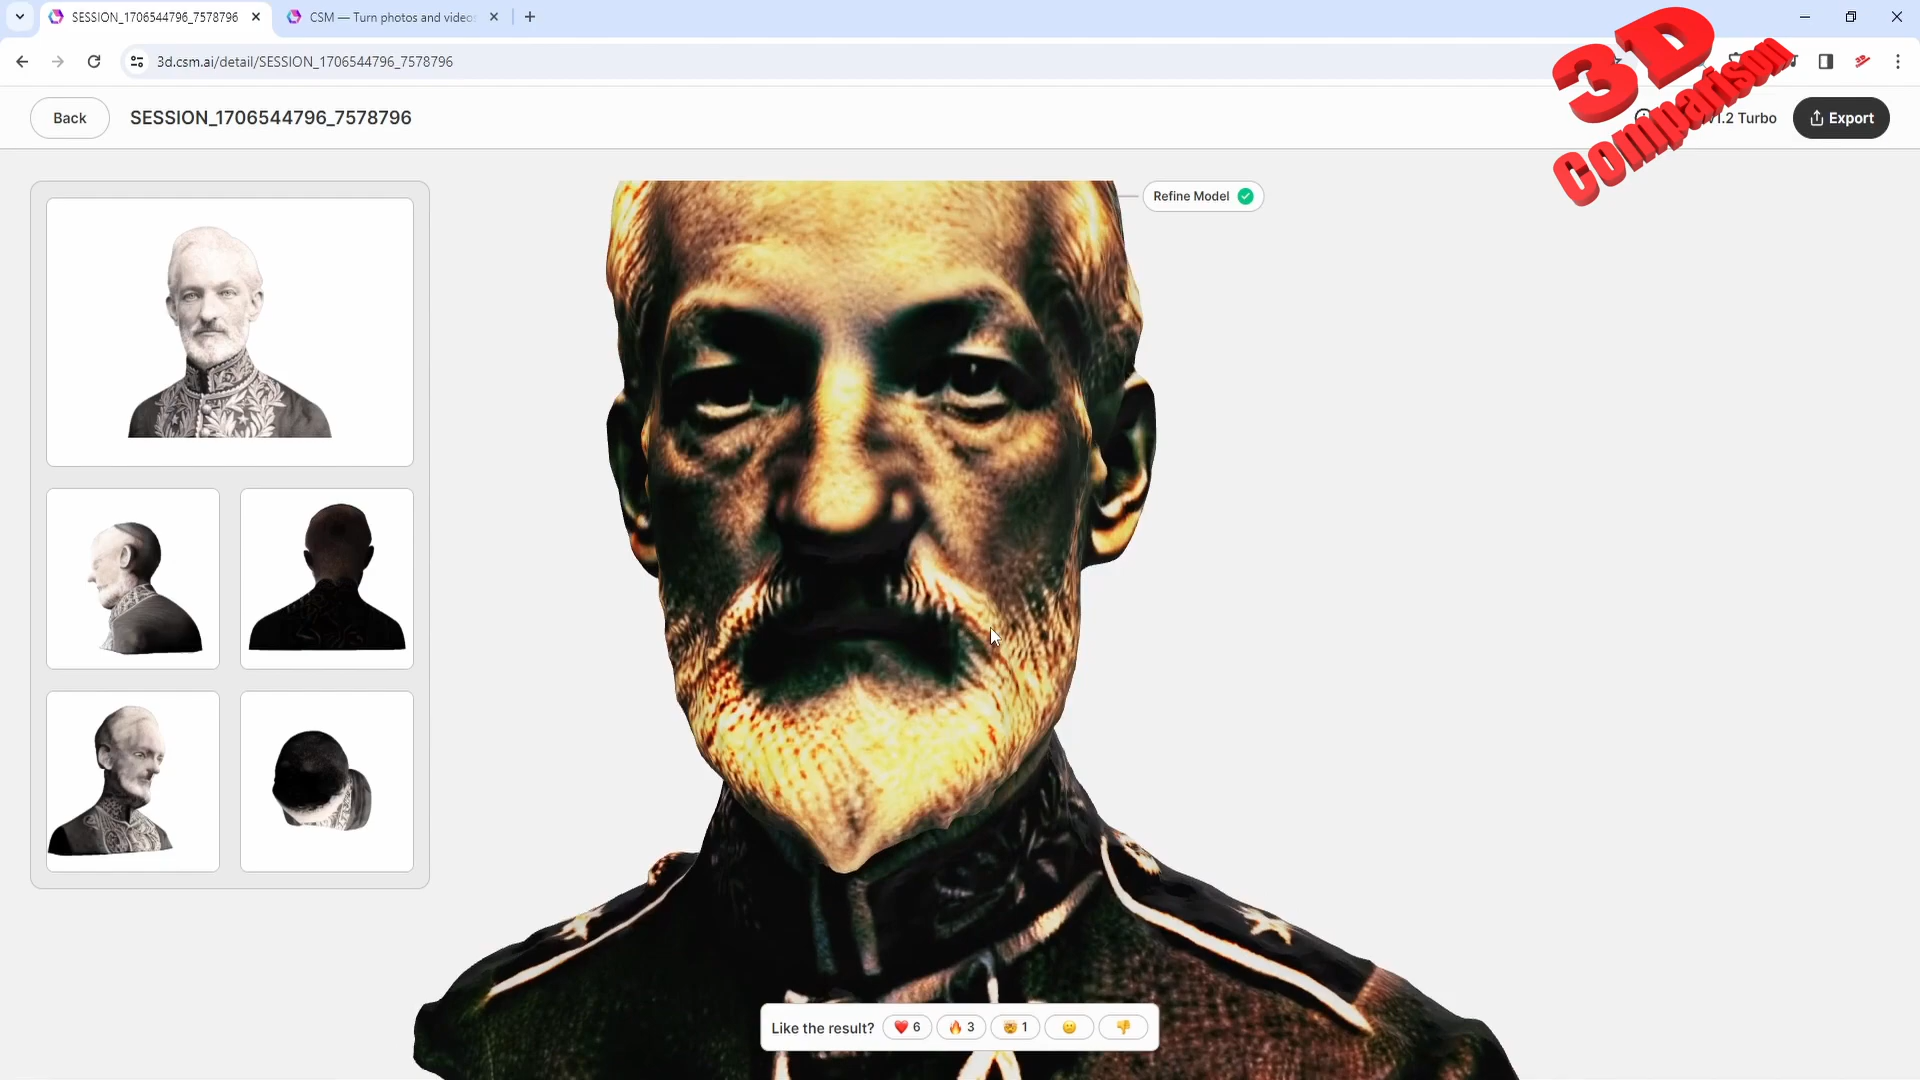 SESSION_1706544796_7578796
CSM — Turn photos and videos
3d.csm.ai/detail/SESSION_1706544796_7578796
3D
Comparison
Back
SESSION_1706544796_7578796
1.2 Turbo
Export
Refine Model
Like the result?
6
3
1